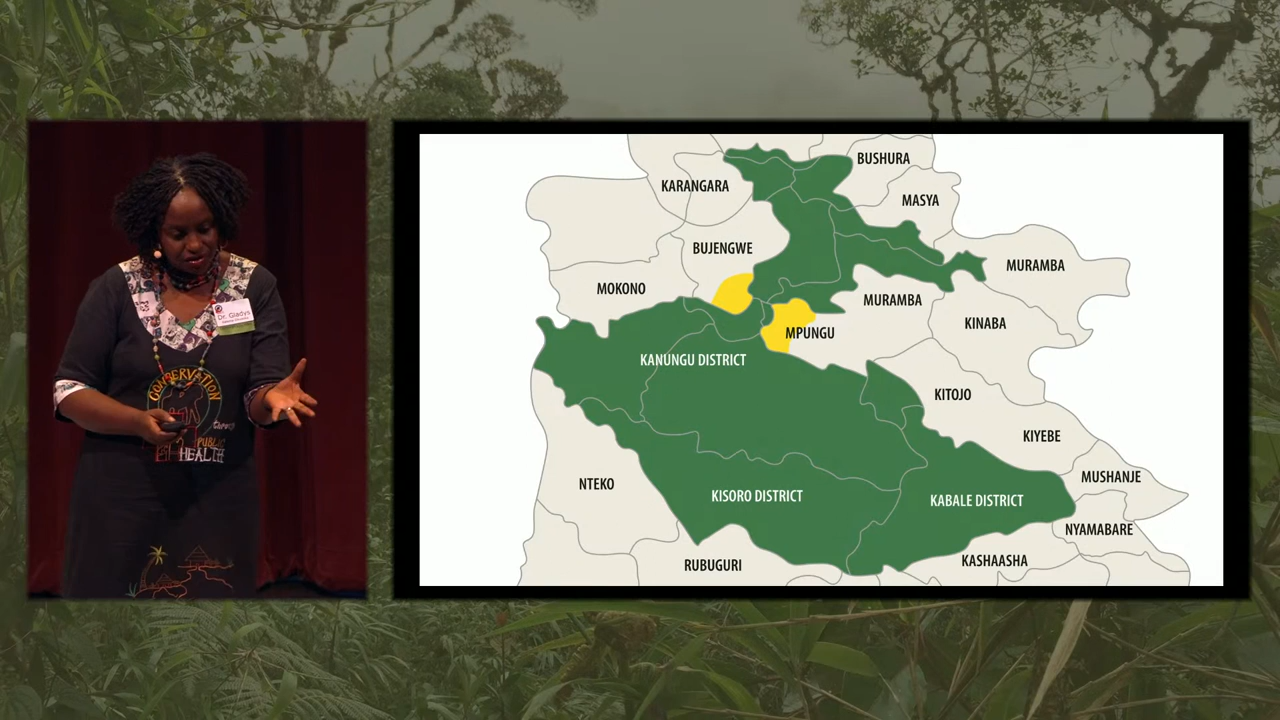 Dr. Gladys
CONSERVATION
Through
PUBLIC
HEALTH
BUSHURA
KARANGARA
MASYA
BUJENGWE
MURAMBA
MOKONO
MURAMBA
KINABA
MPUNGU
KANUNGU DISTRICT
KITOJO
KIYEBE
MUSHANJE
NTEKO
KISORO DISTRICT
KABALE DISTRICT
NYAMABARE
RUBUGURI
KASHAASHA